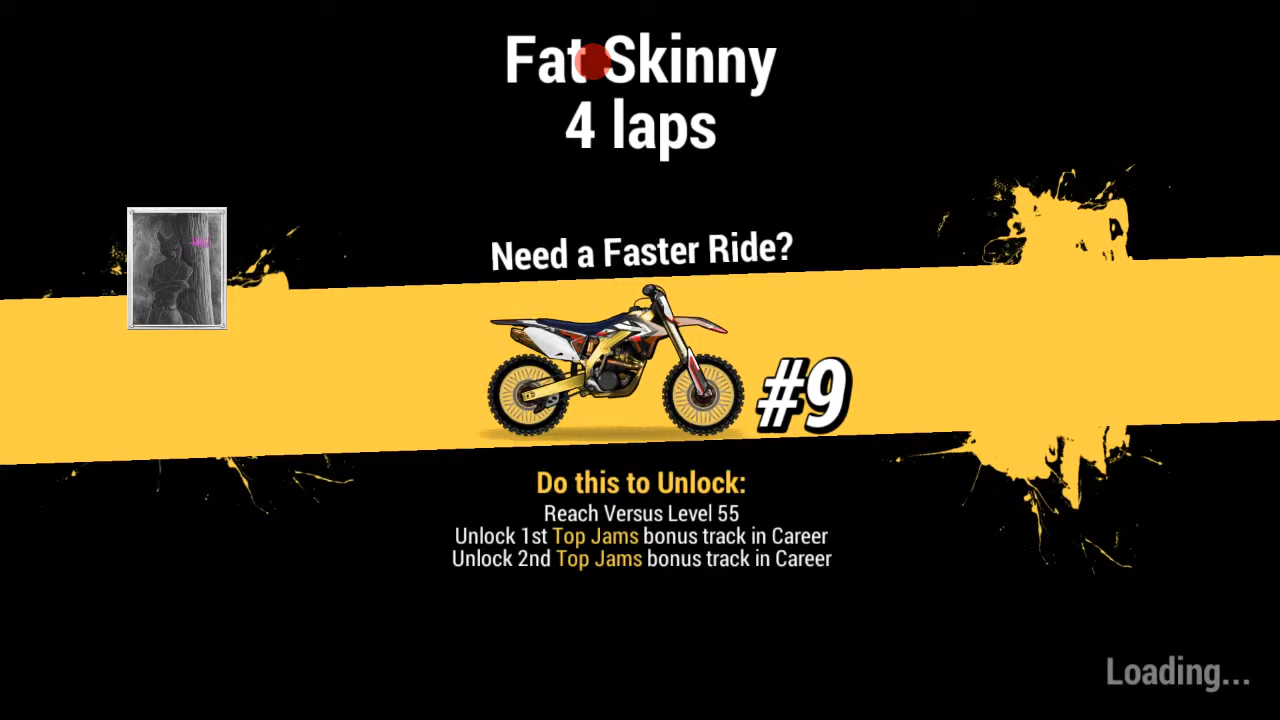 Fat Skinny
4 laps
Need a Faster Ride?
#9
Do this to Unlock:
Reach Versus Level 55
Unlock 1st Top Jams bonus track in Career
Unlock 2nd Top Jams bonus track in Career
Loading...